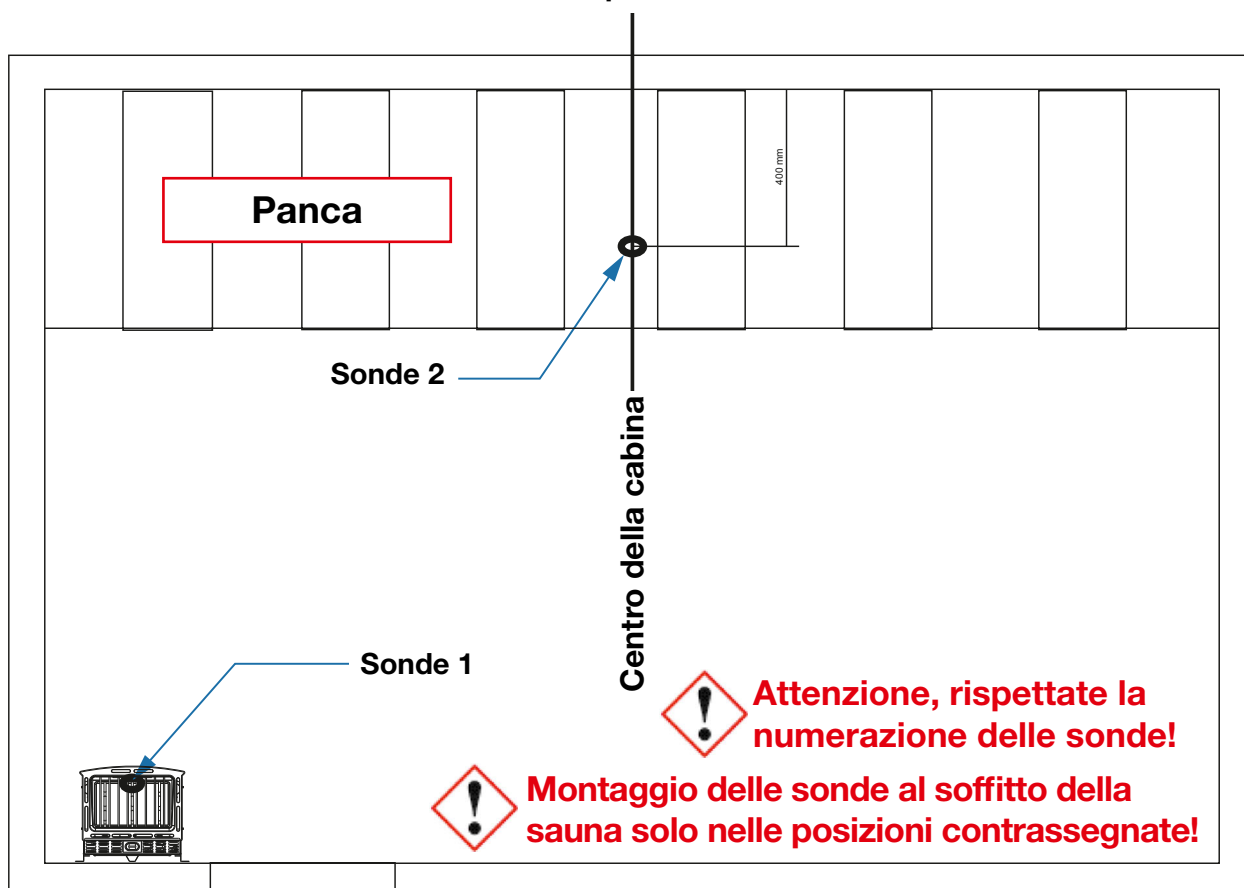 400 mm
Panca
Sonde 2
Centro della cabina
Sonde 1
Attenzione, rispettate la
numerazione delle sonde!
Montaggio delle sonde al soffitto della
sauna solo nelle posizioni contrassegnate!